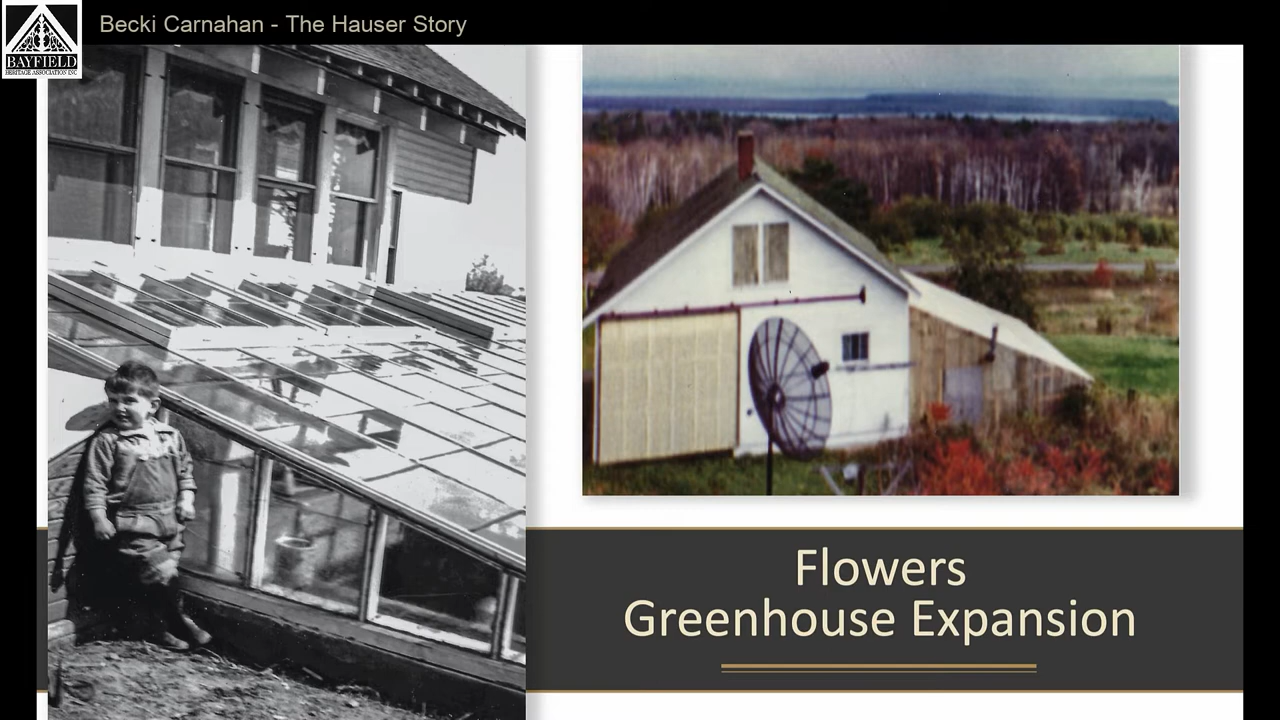 Becki Carnahan - The Hauser Story
BAYFIELD
HERITAGE ASSOCIATION INC
Flowers
Greenhouse Expansion